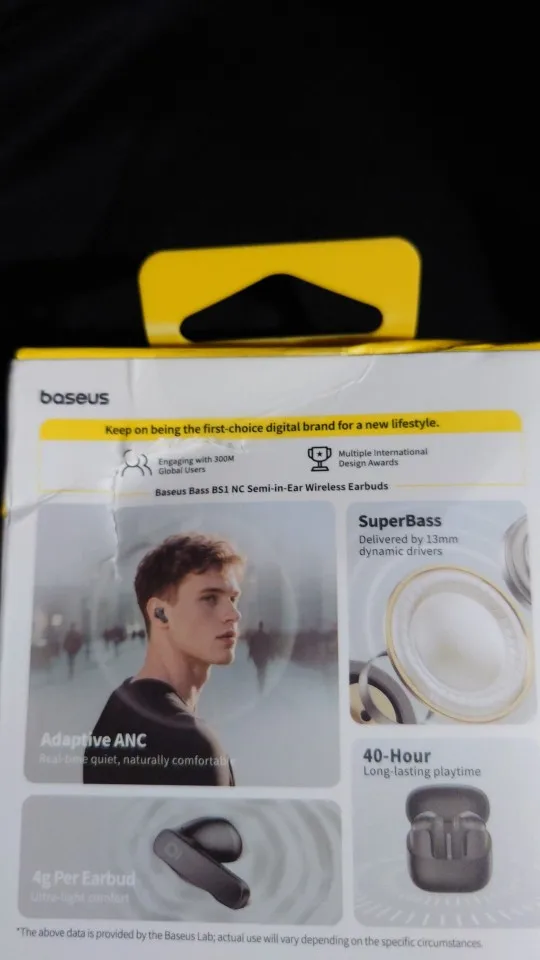 baseus
Keep on being the first-choice digital brand for a new lifestyle.
Engaging with 300M
Global Users
Multiple International
Design Awards
Baseus Bass BS1 NC Semi-in-Ear Wireless Earbuds
SuperBass
Delivered by 13mm
dynamic drivers
Adaptive ANC
Real-time quiet, naturally comfortable
40-Hour
Long-lasting playtime
4g Per Earbud
Ultra-light comfort
*The above data is provided by the Baseus Lab; actual use will vary depending on the specific circumstances.